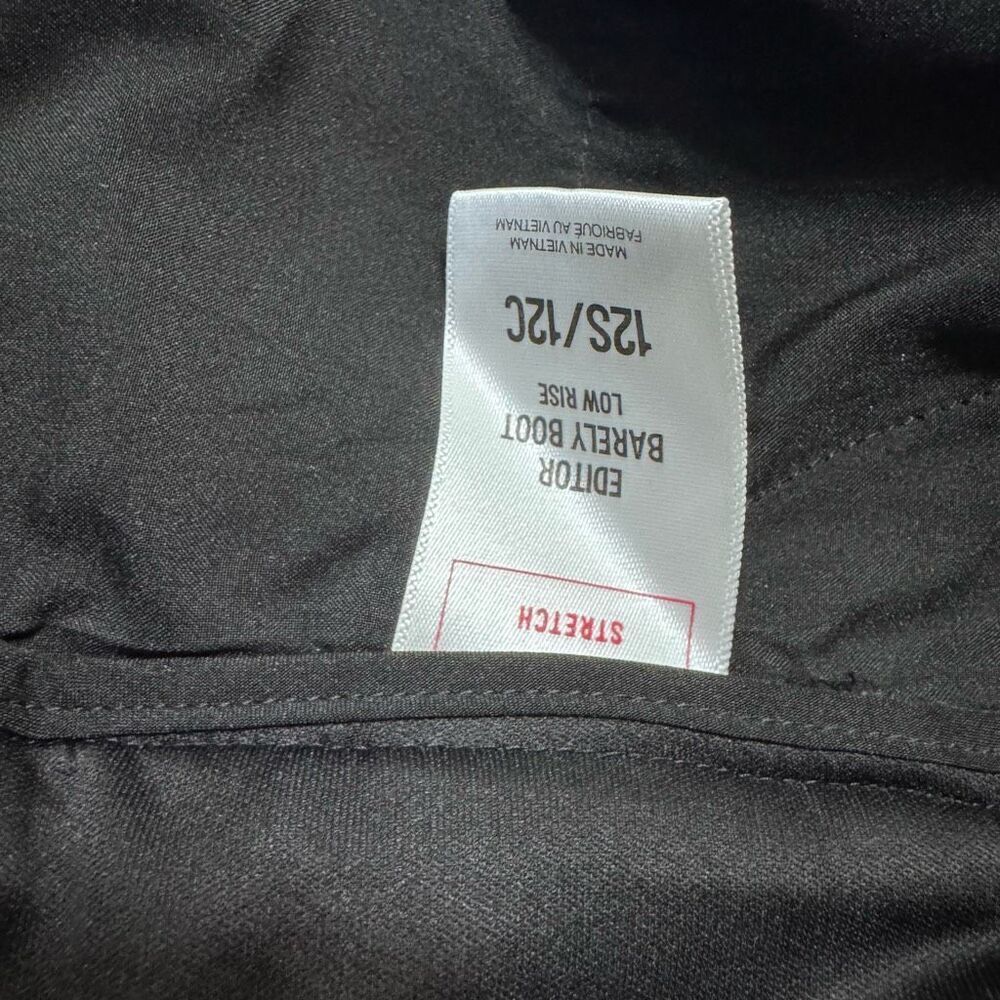 STRETCH
EDITOR
BARELY BOOT
LOW RISE
12S/12C
MADE IN VIETNAM
FABRIQUÉ AU VIETNAM